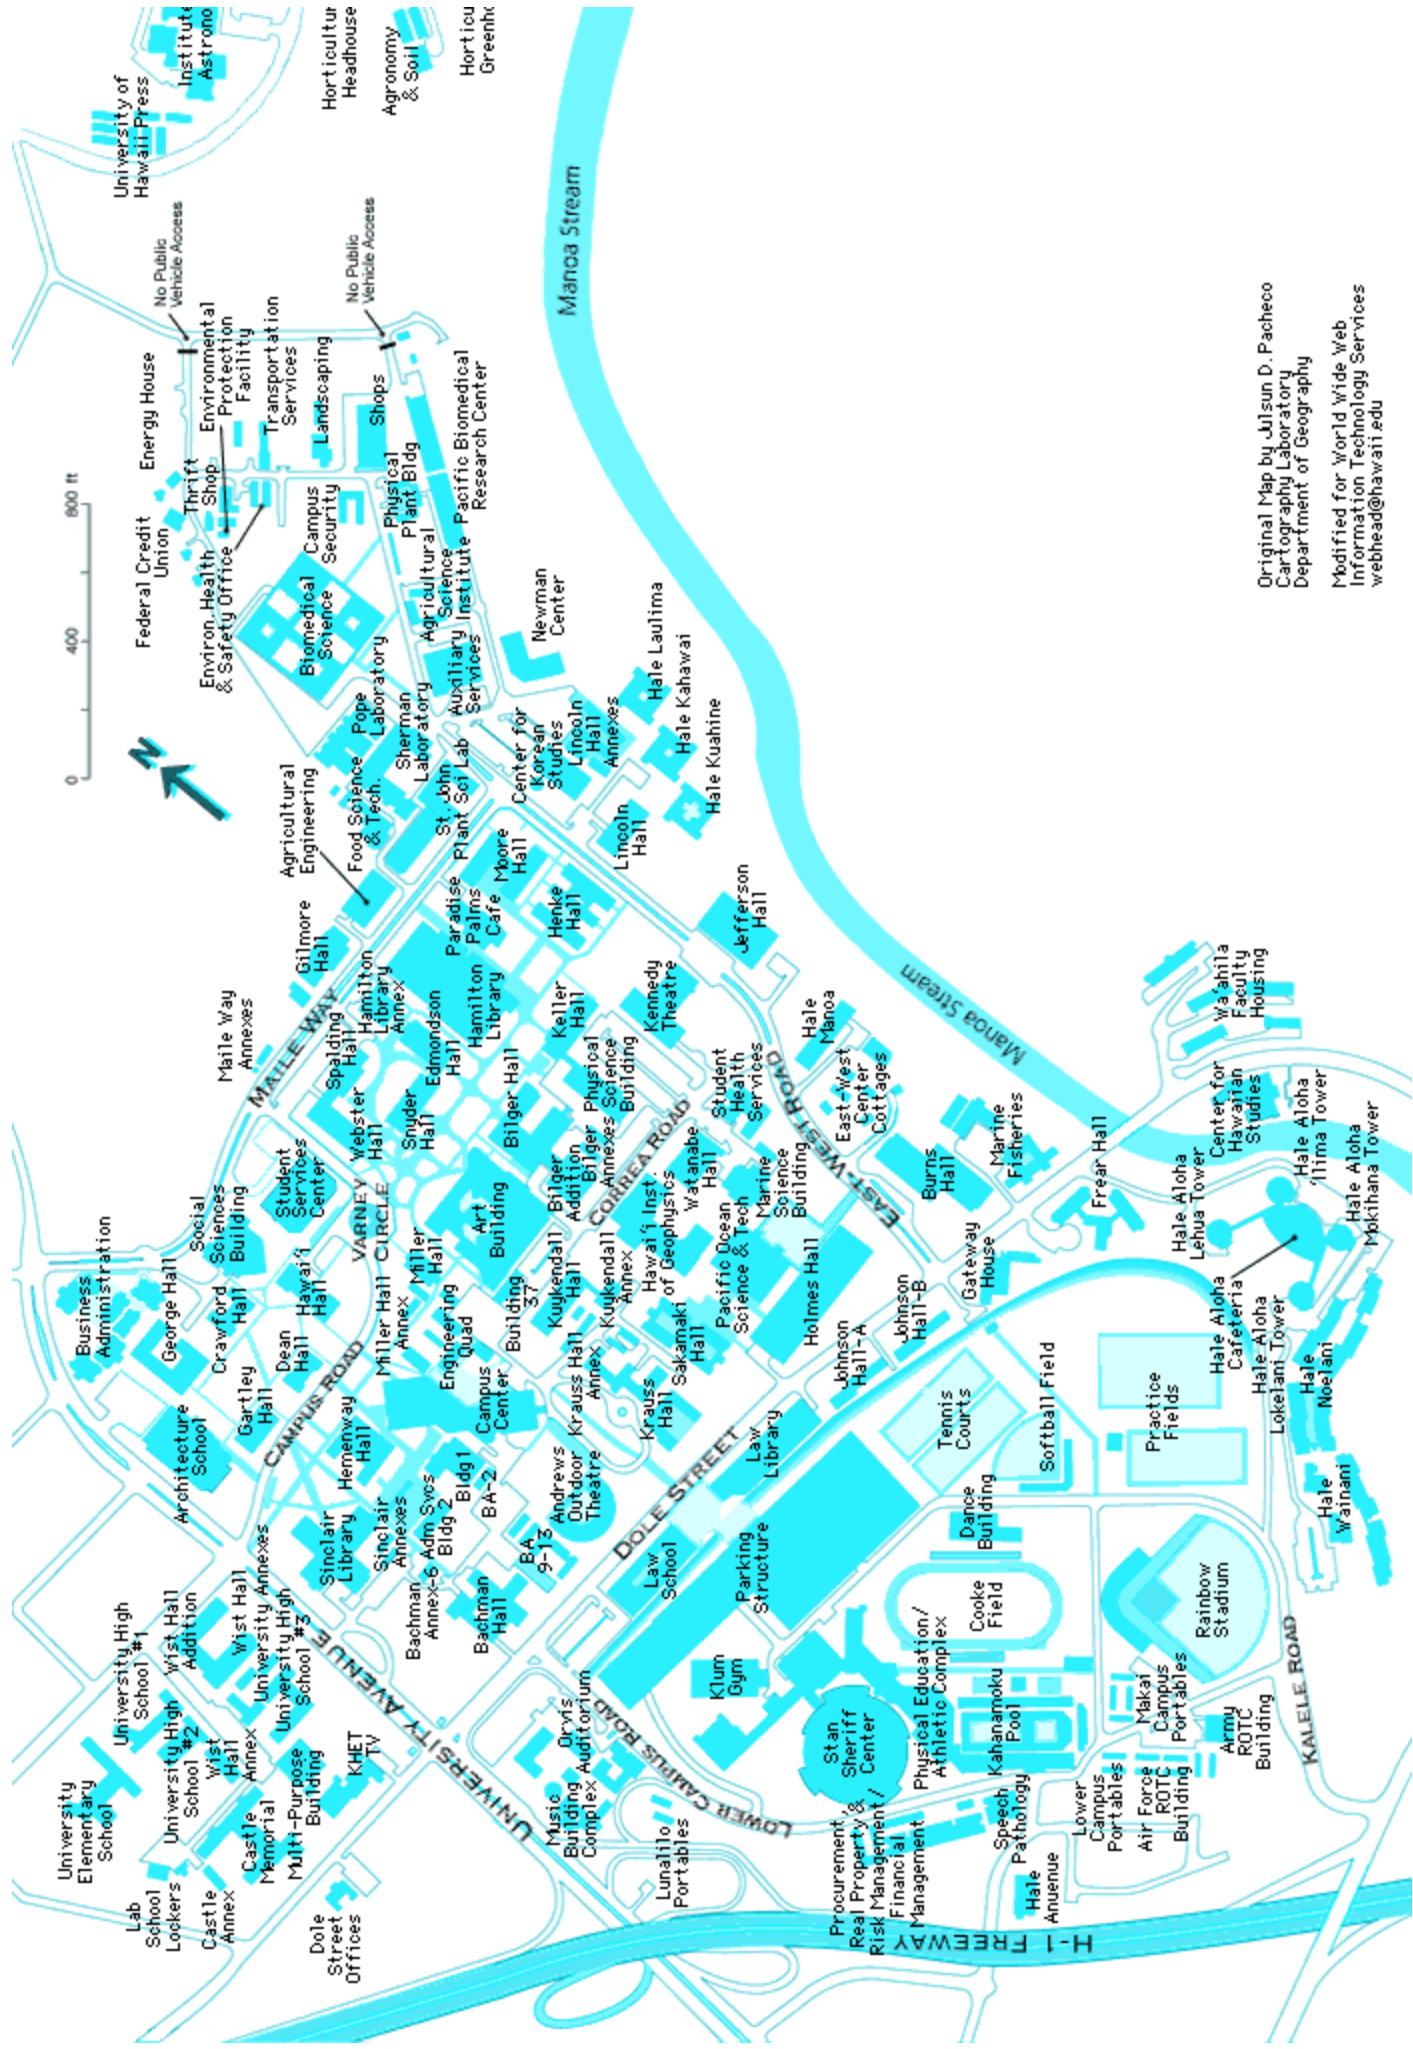 University
Elementary
School
Lab
School
Lockers
Castle
Annex
Dole
Street
Offices
University High
School #1
University High
School #2
Wist Hall
Addition
Wist
Hall
Annex
Wist Hall
University Annexes
University High
School #3
Castle
Memorial
Multi-Purpose
Building
KHET
TV
UNIVERSITY AVENUE
UNIVERSITY
Architecture
School
Business
Administration
George Hall
Crawford
Hall
Social
Sciences
Building
Gartley
Hall
Dean
Hall
Hawai'i
Hall
CAMPUS ROAD
VARNEY
CIRCLE
Student
Services
Center
Maile Way
Annexes
MAILE WAY
Webster
Hall
Spalding
Hall
Snyder
Hall
Edmondson
Hall
Hamilton
Library
Annex
Hamilton
Library
Gilmore
Hall
Agricultural
Engineering
Food Science
& Tech.
Pope
Laboratory
Sherman
Laboratory
St. John
Plant Sci Lab
Auxiliary
Services
Agricultural
Science
Institute
Biomedical
Science
Environ. Health
& Safety Office
Federal Credit
Union
Thrift
Shop
Energy House
Environmental
Protection
Facility
Transportation
Services
Landscaping
Campus
Security
Physical
Plant Bldg
Shops
Pacific Biomedical
Research Center
No Public
Vehicle Access
No Public
Vehicle Access
University of
Hawaii Press
Institute
Astrono
Horticultur
Headhouse
Agronomy
& Soil
Horticu
Greenho
0 400 800 ft
N
Manoa Stream
Manoa Stream
Newman
Center
Center for
Korean
Studies
Lincoln
Hall
Annexes
Lincoln
Hall
Hale Laulima
Hale Kahawai
Hale Kuahine
Jefferson
Hall
Paradise
Palms
Cafe
Moore
Hall
Henke
Hall
Keller
Hall
Kennedy
Theatre
Physical
Science
Building
Bilger Hall
Bilger
Addition
Bilger
Annexes
CORREA ROAD
Art
Building
Miller
Hall
Miller Hall
Annex
Engineering
Quad
Building
37
Kuykendall
Hall
Kuykendall
Annex
Hawai'i Inst.
of Geophysics
Watanabe
Hall
Student
Health
Services
Marine
Science
Building
Pacific Ocean
Science & Tech
Sakamaki
Hall
Holmes Hall
EAST-WEST ROAD
Hale
Manoa
East-West
Center
Cottages
Burns
Hall
Marine
Fisheries
Frear Hall
Gateway
House
Johnson
Hall-B
Johnson
Hall-A
Hemenway
Hall
Sinclair
Library
Sinclair
Annexes
Campus
Center
Bldg1
BA-2
Adm Svcs
Bldg 2
Bachman
Annex-6
Bachman
Hall
BA
9-13
Andrews
Outdoor
Theatre
Krauss Hall
Annex
Krauss
Hall
DOLE STREET
Law
School
Law
Library
Parking
Structure
Music
Building
Complex
Orvis
Auditorium
LOWER CAMPUS ROAD
Lunalilo
Portables
Klum
Gym
Stan
Sheriff
Center
Physical Education/
Athletic Complex
Procurement &
Real Property &
Risk Management/
Financial
Management
Speech
Pathology
Hale
Anuenue
H-1 FREEWAY
Kahanamoku
Pool
Cooke
Field
Dance
Building
Tennis
Courts
Softball Field
Practice
Fields
Rainbow
Stadium
Makai
Campus
Portables
Army
ROTC
Building
Lower
Campus
Portables
Air Force
ROTC
Building
KALELE ROAD
Hale
Wainani
Hale
Noelani
Hale Aloha
Lokelani Tower
Hale Aloha
Cafeteria
Hale Aloha
Lehua Tower
Hale Aloha
'Ilima Tower
Hale Aloha
Mokihana Tower
Center for
Hawaiian
Studies
Wa'ahila
Faculty
Housing
Original Map by Julsun D. Pacheco
Cartography Laboratory
Department of Geography
Modified for World Wide Web
Information Technology Services
webhead@hawaii.edu